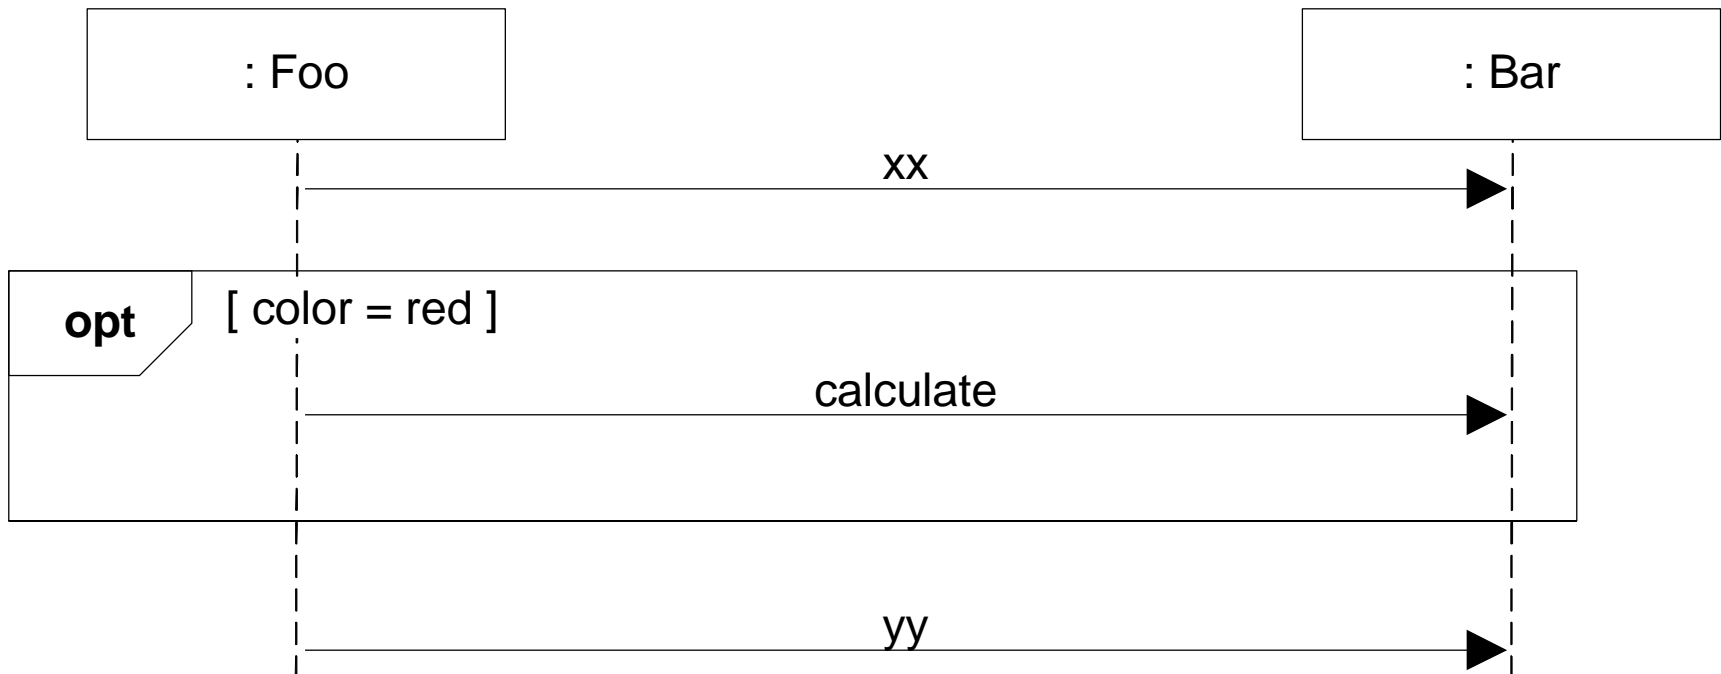 : Foo
: Bar
xx
opt
[ color = red ]
calculate
yy